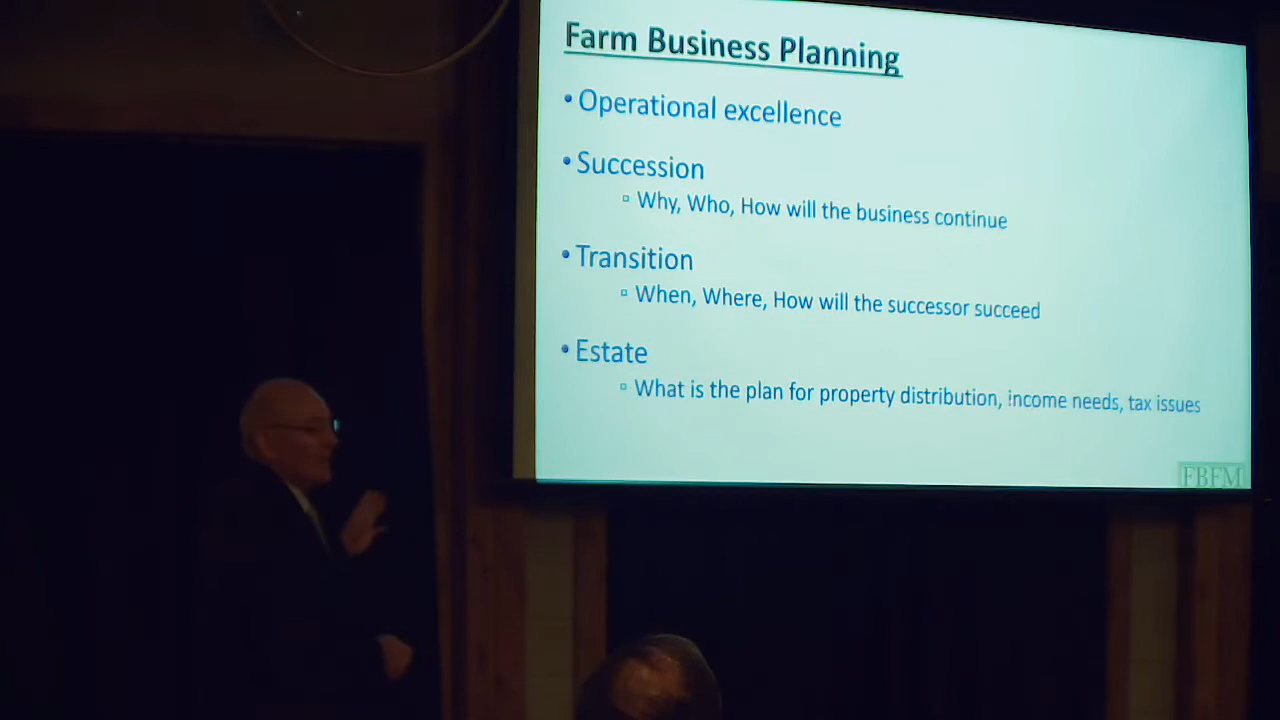 Farm Business Planning
• Operational excellence
• Succession
▫ Why, Who, How will the business continue
• Transition
▫ When, Where, How will the successor succeed
• Estate
▫ What is the plan for property distribution, income needs, tax issues
FBFM